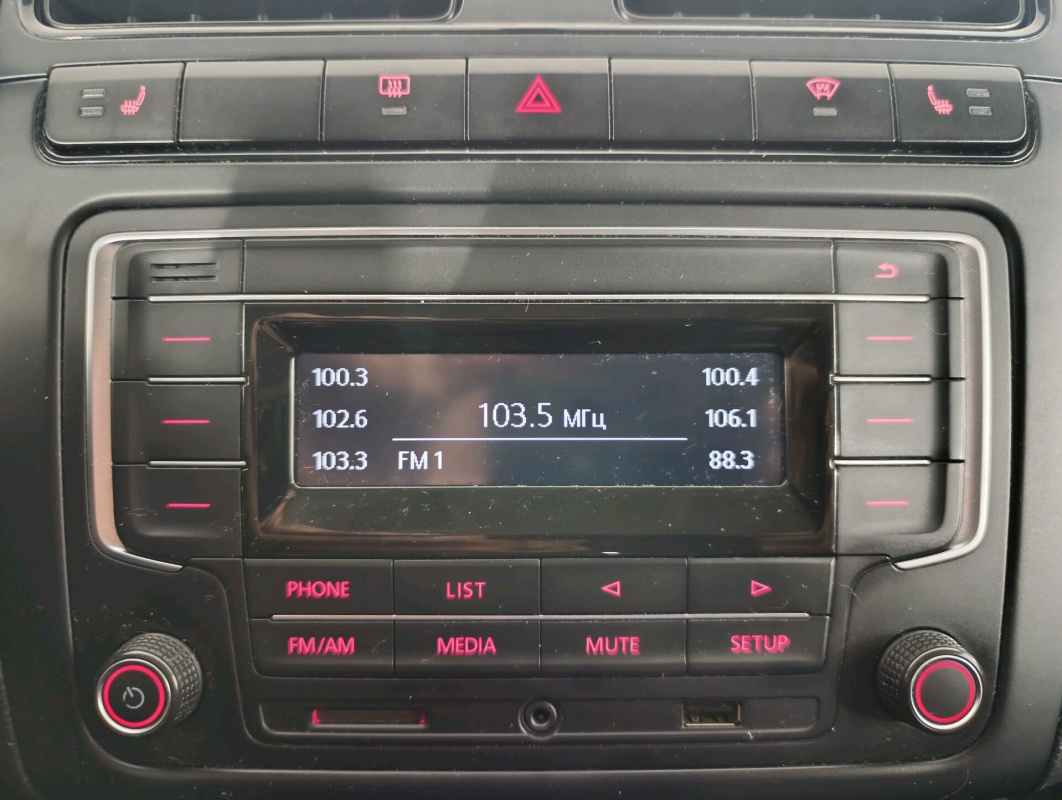 100.3 100.4
102.6 103.5 МГц 106.1
103.3 FM 1 88.3
PHONE LIST
FM/AM MEDIA MUTE SETUP